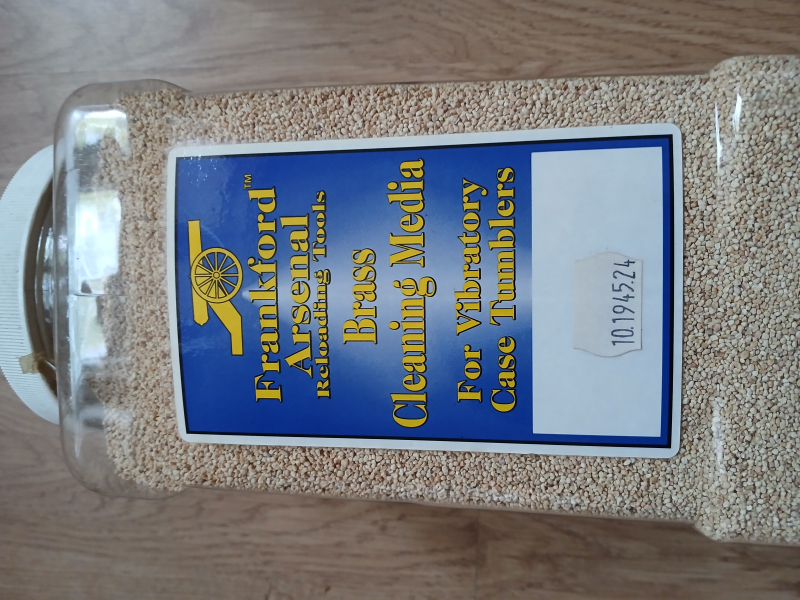 Frankford™
Arsenal
Reloading Tools
Brass
Cleaning Media
For Vibratory
Case Tumblers
10.1945.24